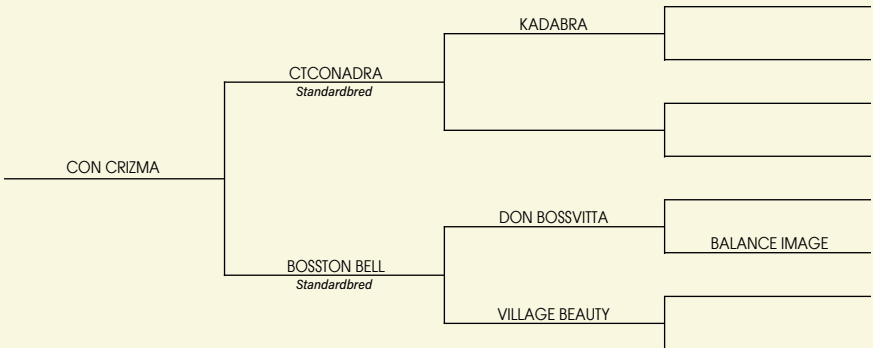 KADABRA
CTCONADRA
Standardbred
CON CRIZMA
DON BOSSVITTA
BALANCE IMAGE
BOSSTON BELL
Standardbred
VILLAGE BEAUTY